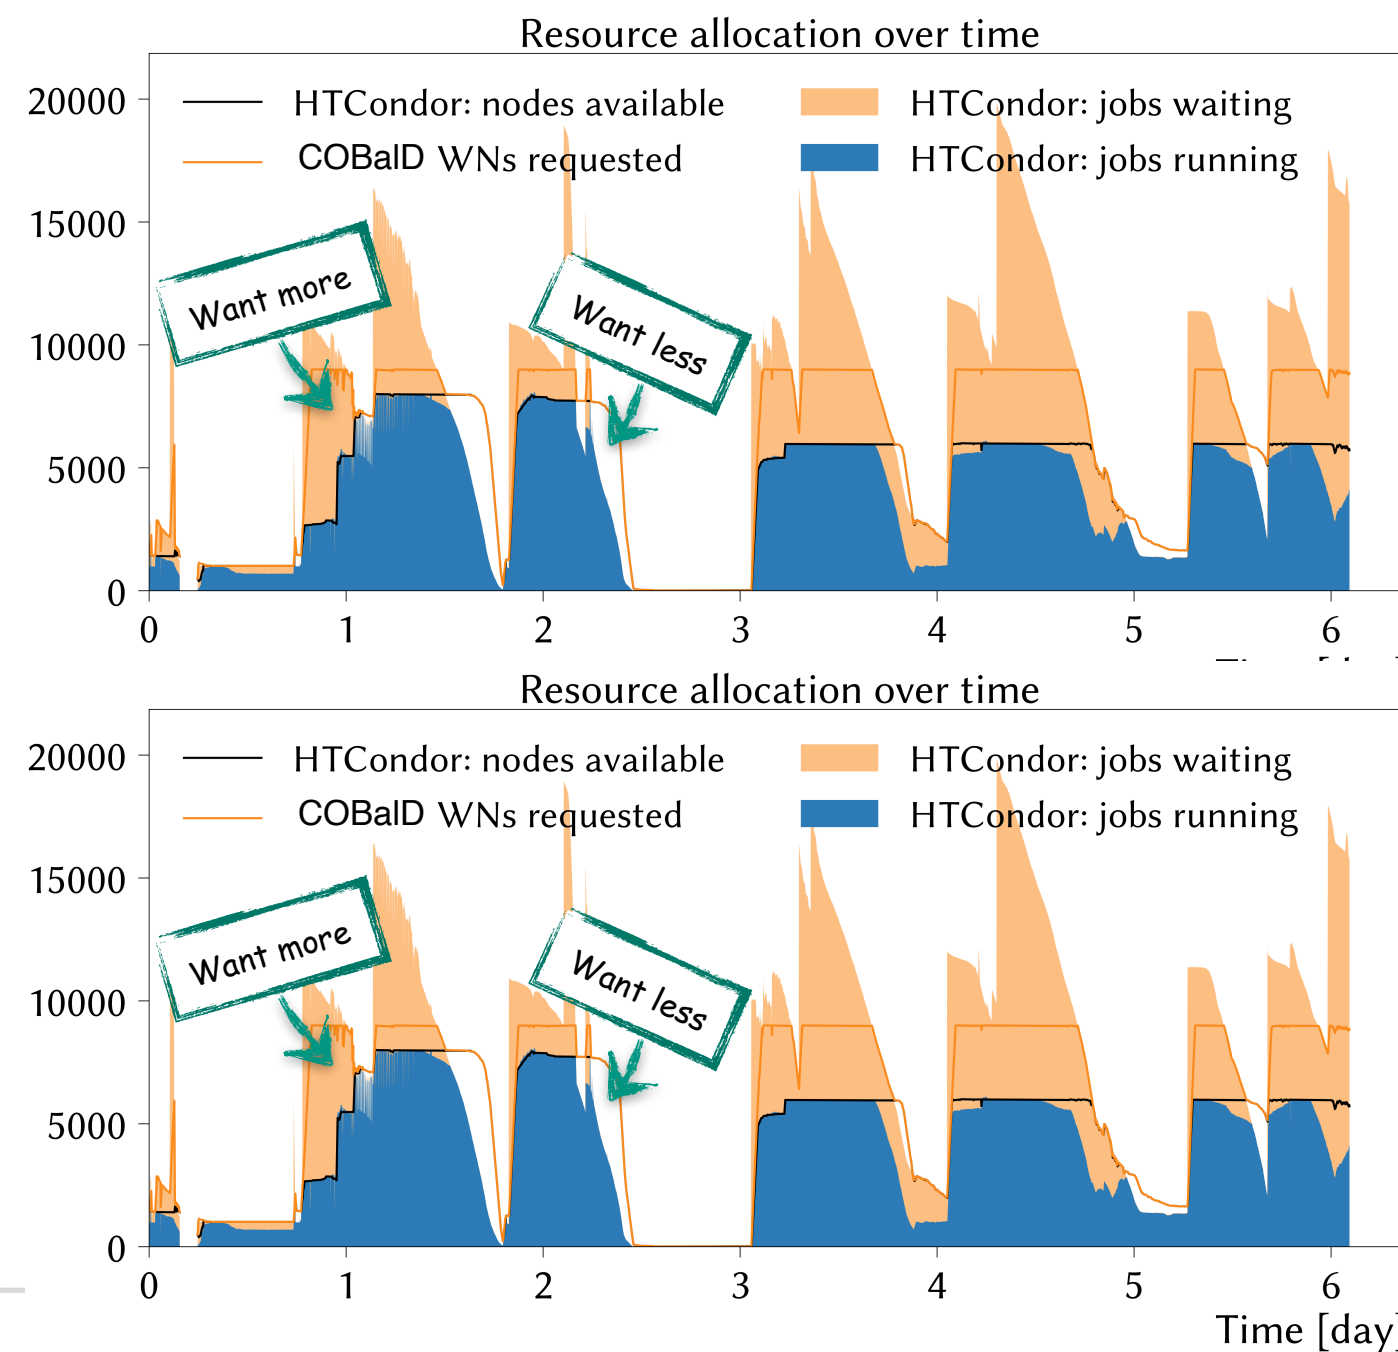 Resource allocation over time
20000
HTCondor: nodes available
HTCondor: jobs waiting
COBalD WNs requested
HTCondor: jobs running
15000
Want more
Want less
10000
5000
0
0 1 2 3 4 5 6
Resource allocation over time
20000
HTCondor: nodes available
HTCondor: jobs waiting
COBalD WNs requested
HTCondor: jobs running
15000
Want more
Want less
10000
5000
0
0 1 2 3 4 5 6
Time [day]